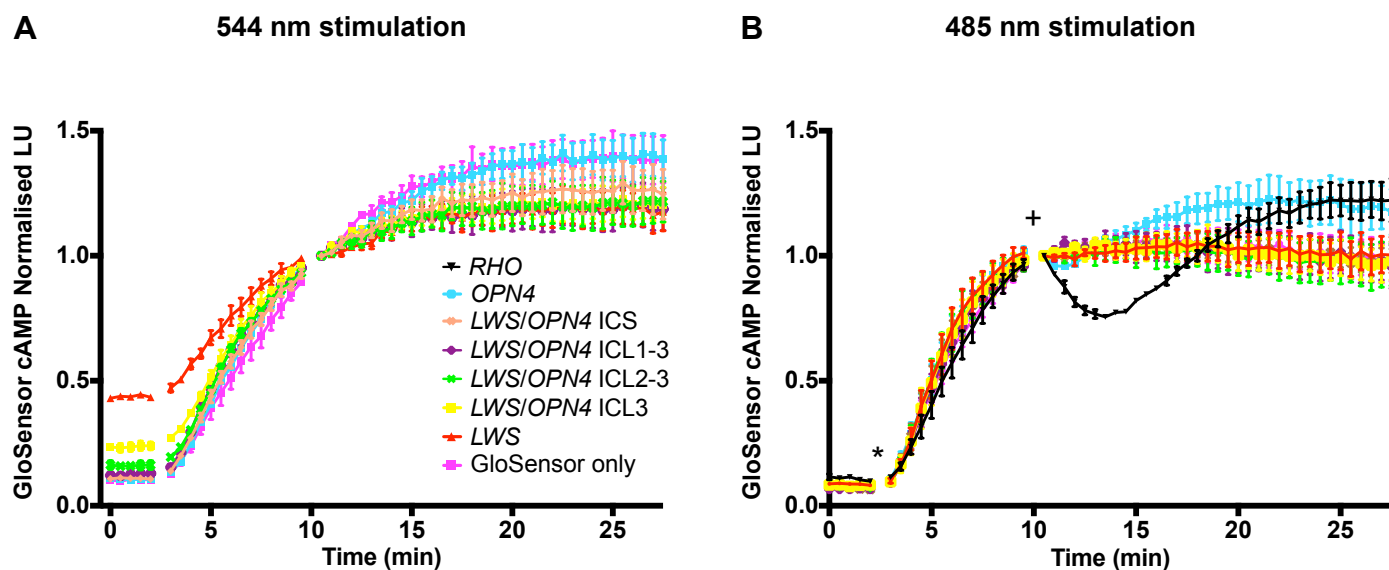 A
544 nm stimulation
GloSensor cAMP Normalised LU
1.5
1.0
0.5
0.0
0
5
10
15
20
25
Time (min)
RHO
OPN4
LWS/OPN4 ICS
LWS/OPN4 ICL1-3
LWS/OPN4 ICL2-3
LWS/OPN4 ICL3
LWS
GloSensor only
B
485 nm stimulation
GloSensor cAMP Normalised LU
1.5
1.0
0.5
0.0
*
+
0
5
10
15
20
25
Time (min)